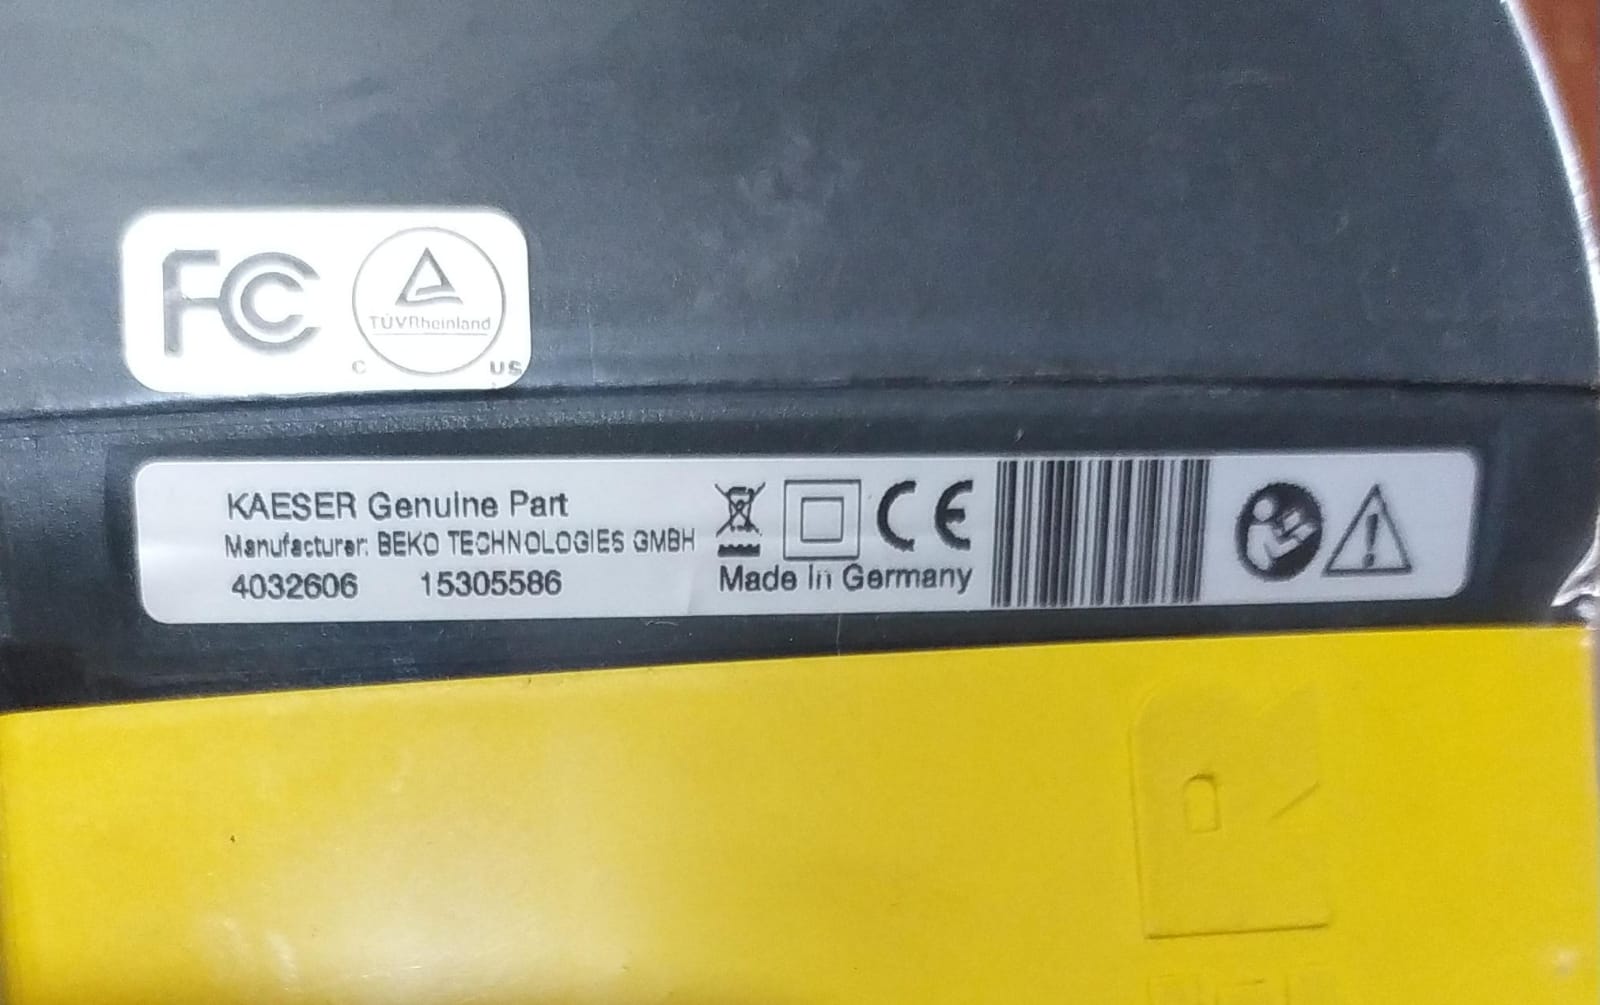 FC
TÜVRheinland
C US
KAESER Genuine Part
Manufacturer: BEKO TECHNOLOGIES GMBH
4032606 15305586
CE
Made in Germany
R